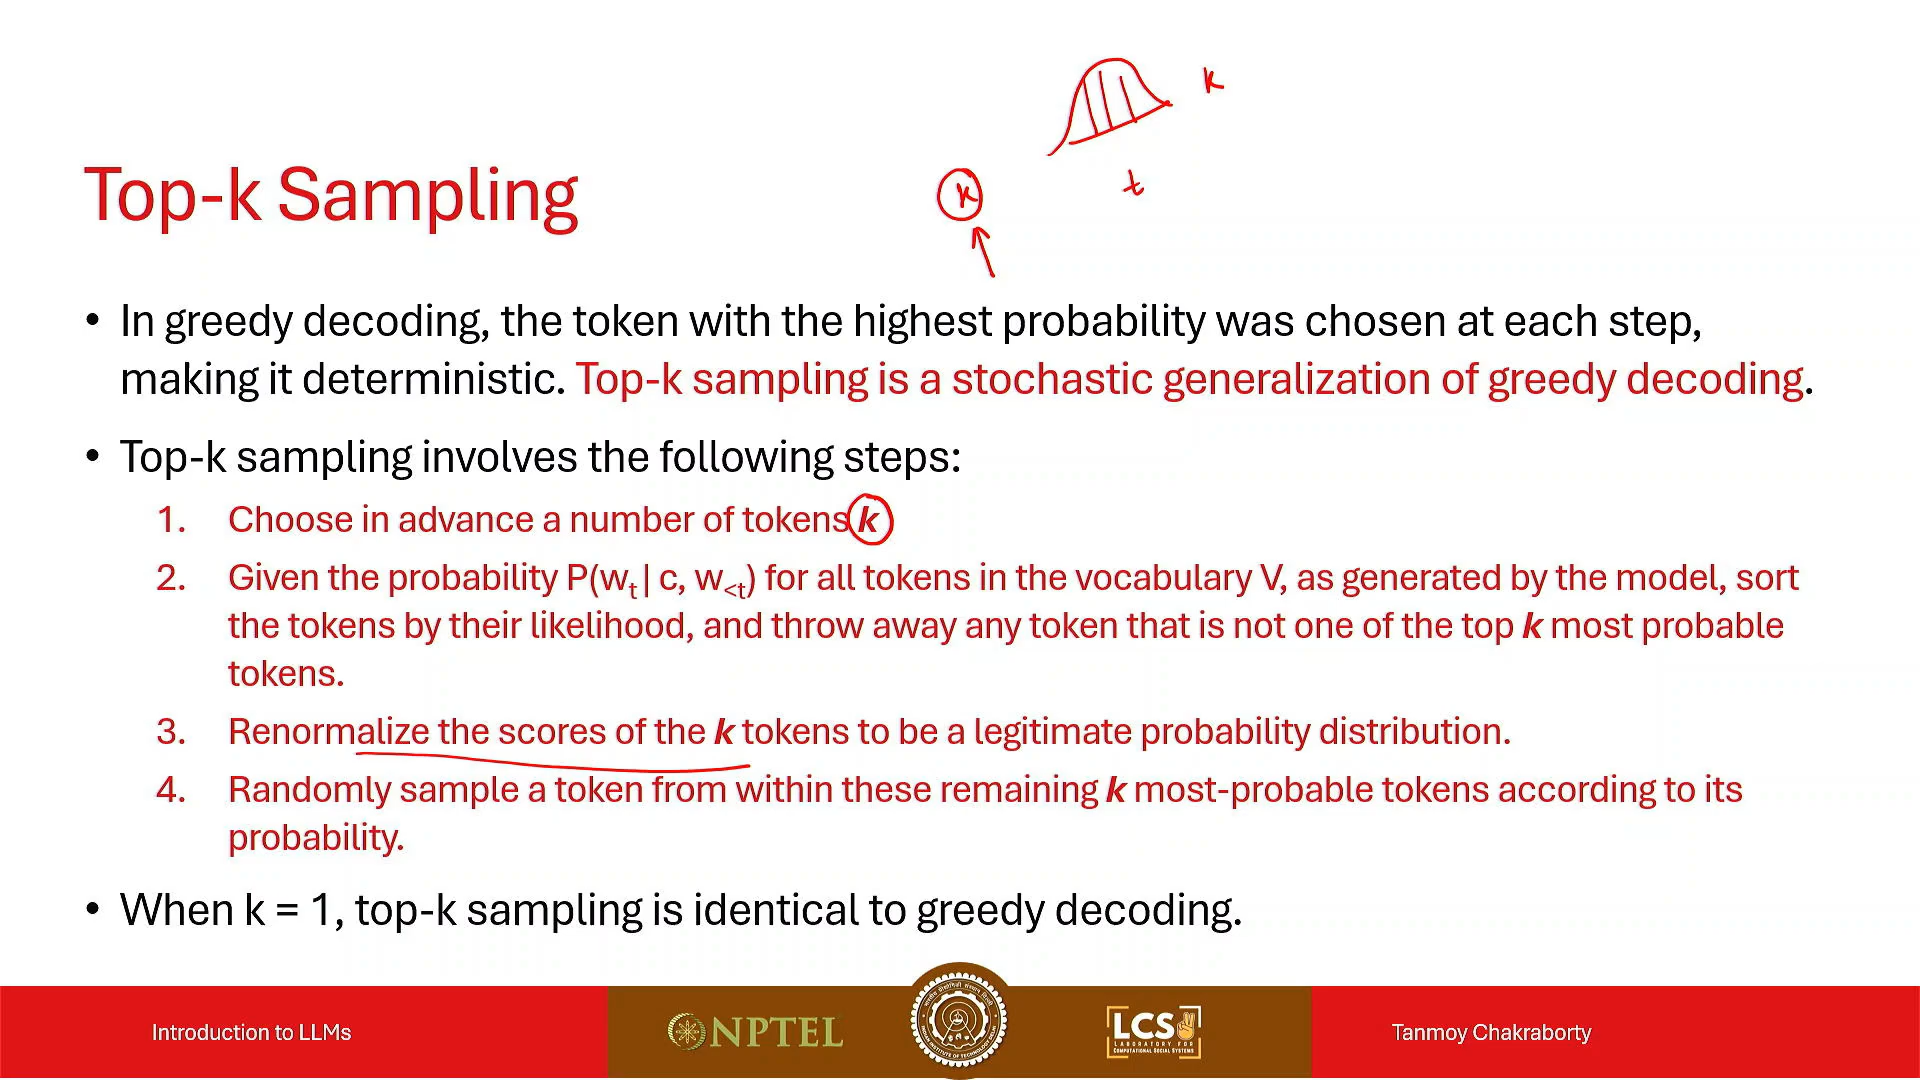 k
k
t
Top-k Sampling
• In greedy decoding, the token with the highest probability was chosen at each step,
making it deterministic. Top-k sampling is a stochastic generalization of greedy decoding.
• Top-k sampling involves the following steps:
1. Choose in advance a number of tokens k
2. Given the probability P(wt | c, w<t) for all tokens in the vocabulary V, as generated by the model, sort
the tokens by their likelihood, and throw away any token that is not one of the top k most probable
tokens.
3. Renormalize the scores of the k tokens to be a legitimate probability distribution.
4. Randomly sample a token from within these remaining k most-probable tokens according to its
probability.
• When k = 1, top-k sampling is identical to greedy decoding.
Introduction to LLMs
NPTEL
LCS
LABORATORY FOR
COMPUTATIONAL SOCIAL SYSTEMS
Tanmoy Chakraborty